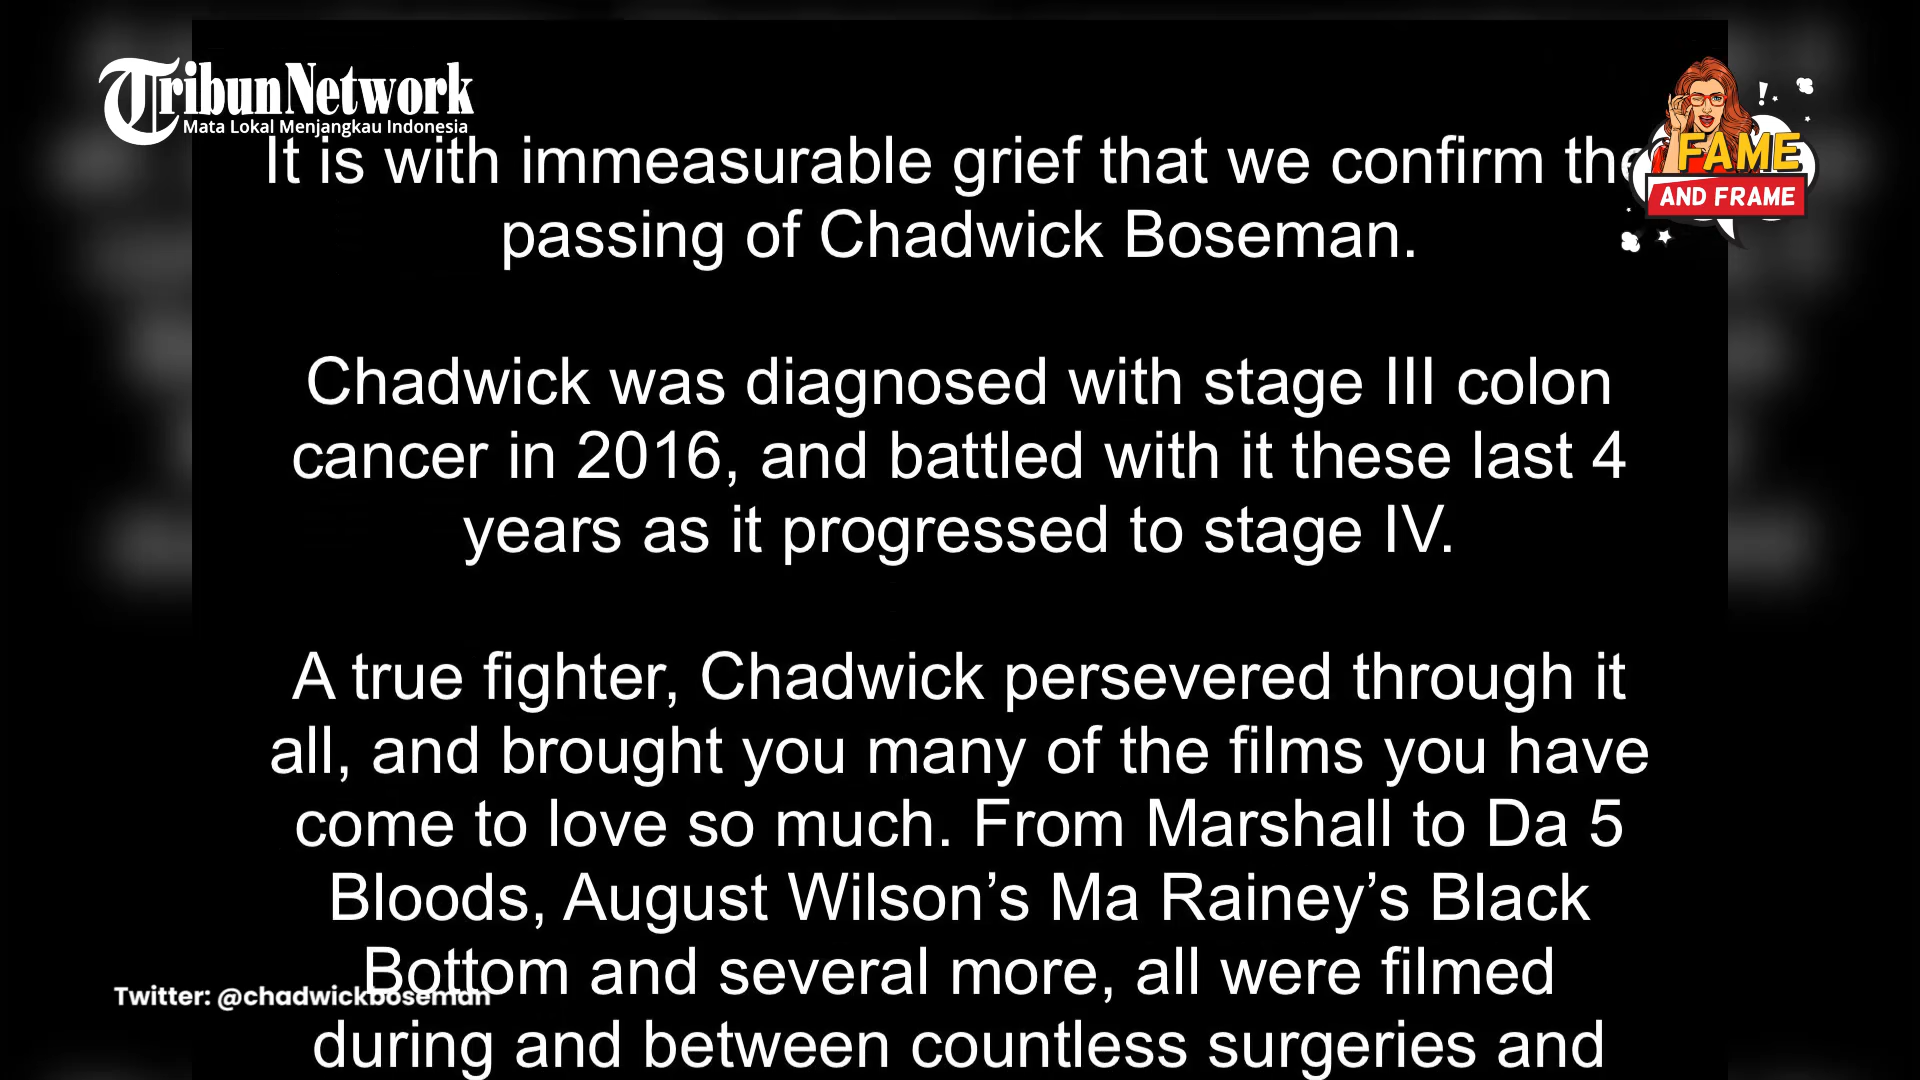 TribunNetwork
Mata Lokal Menjangkau Indonesia
FAME
AND FRAME
It is with immeasurable grief that we confirm the
passing of Chadwick Boseman.
Chadwick was diagnosed with stage III colon
cancer in 2016, and battled with it these last 4
years as it progressed to stage IV.
A true fighter, Chadwick persevered through it
all, and brought you many of the films you have
come to love so much. From Marshall to Da 5
Bloods, August Wilson’s Ma Rainey’s Black
Bottom and several more, all were filmed
during and between countless surgeries and
Twitter: @chadwickboseman